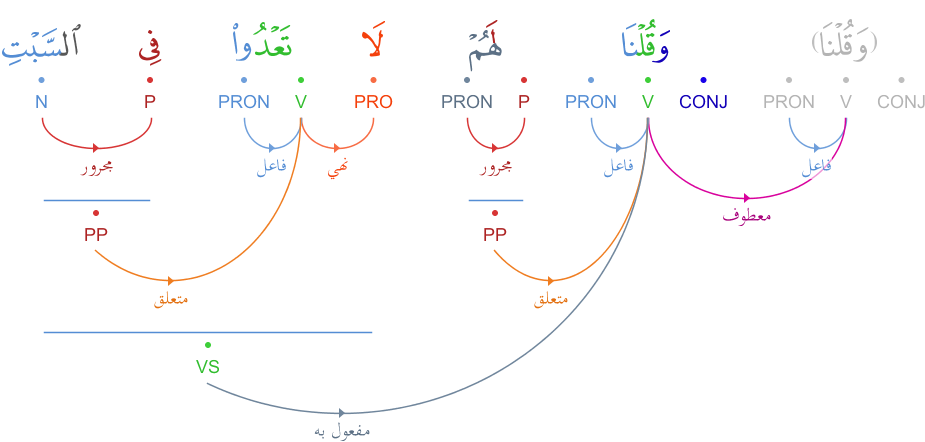 (وَقُلْنَا) وَقُلْنَا لَهُمْ لَا تَعْدُوا۟ فِى ٱلسَّبْتِ
N P PRON V PRO PRON P PRON V CONJ PRON V CONJ
مجرور فاعل نهي مجرور فاعل فاعل
معطوف
PP PP
متعلق متعلق
VS
مفعول به